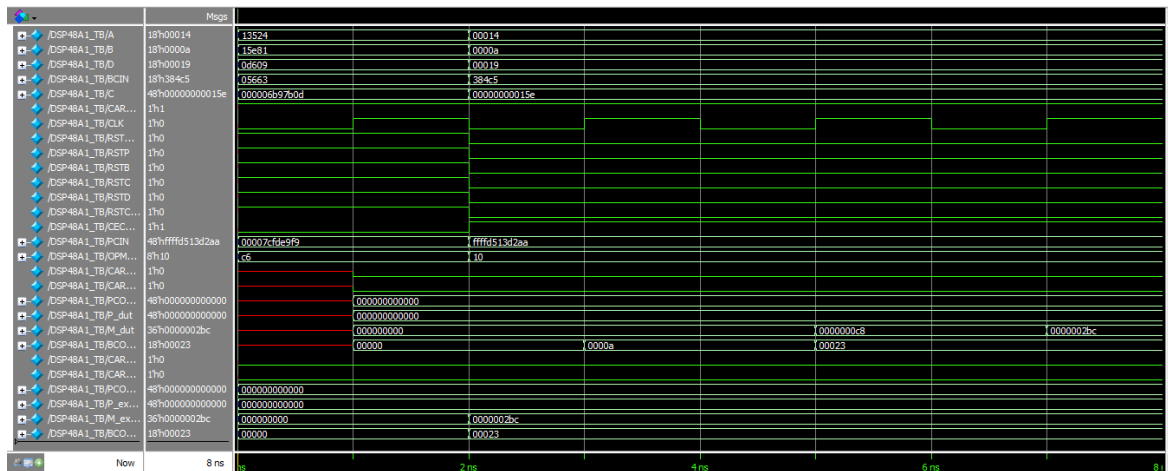 Msgs
/DSP48A1_TB/A 18'h00014 13524 00014
/DSP48A1_TB/B 18'h0000a 15e81 0000a
/DSP48A1_TB/D 18'h00019 0d609 00019
/DSP48A1_TB/BCIN 18'h384c5 05663 384c5
/DSP48A1_TB/C 48'h00000000015e 000006b97b0d 00000000015e
/DSP48A1_TB/CAR... 1'h1
/DSP48A1_TB/CLK 1'h0
/DSP48A1_TB/RST... 1'h0
/DSP48A1_TB/RSTP 1'h0
/DSP48A1_TB/RSTB 1'h0
/DSP48A1_TB/RSTC 1'h0
/DSP48A1_TB/RSTD 1'h0
/DSP48A1_TB/RSTC... 1'h0
/DSP48A1_TB/CEC... 1'h1
/DSP48A1_TB/PCIN 48'hffffd513d2aa 00007cfde9f9 ffffd513d2aa
/DSP48A1_TB/OPM... 8'h10 c6 10
/DSP48A1_TB/CAR... 1'h0
/DSP48A1_TB/CAR... 1'h0
/DSP48A1_TB/PCO... 48'h000000000000 000000000000
/DSP48A1_TB/P_dut 48'h000000000000 000000000000
/DSP48A1_TB/M_dut 36'h0000002bc 000000000 0000000c8 0000002bc
/DSP48A1_TB/BCO... 18'h00023 00000 0000a 00023
/DSP48A1_TB/CAR... 1'h0
/DSP48A1_TB/CAR... 1'h0
/DSP48A1_TB/PCO... 48'h000000000000 000000000000
/DSP48A1_TB/P_ex... 48'h000000000000 000000000000
/DSP48A1_TB/M_ex... 36'h0000002bc 000000000 0000002bc
/DSP48A1_TB/BCO... 18'h00023 00000 00023
Now 8 ns ns 2 ns 4 ns 6 ns 8